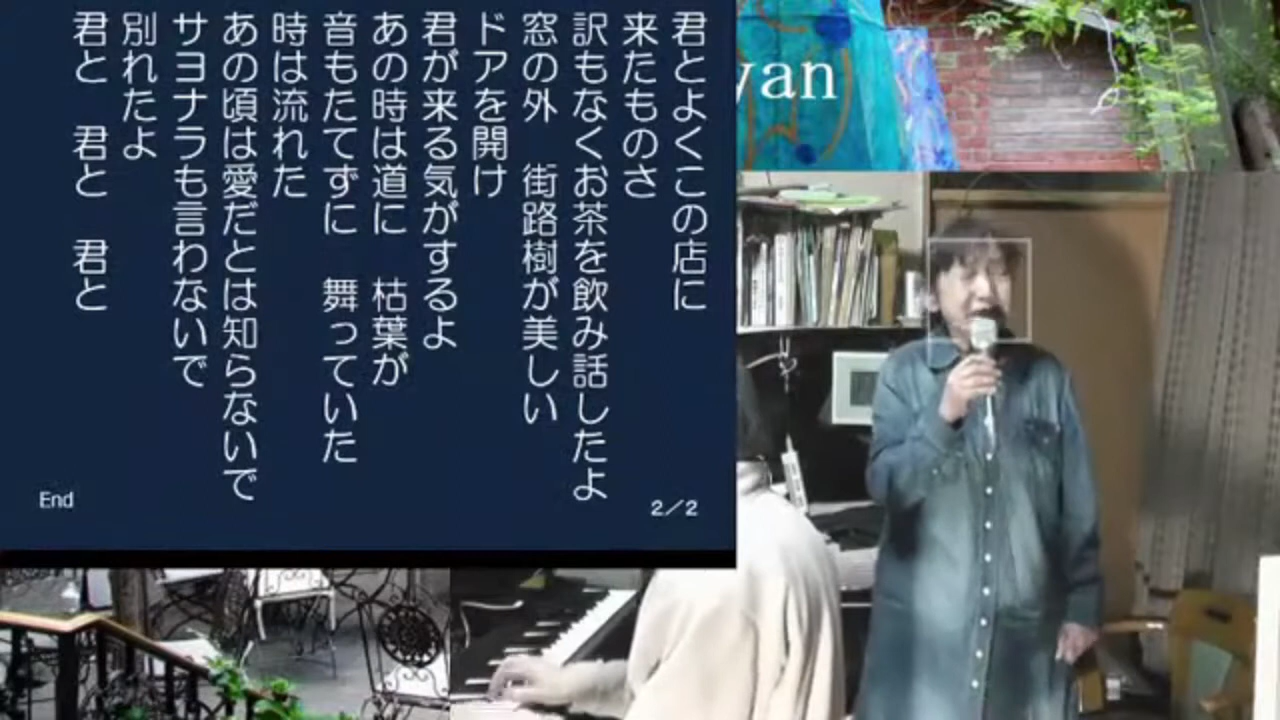 君とよくこの店に
来たものさ
訳もなくお茶を飲み話したよ
窓の外　街路樹が美しい
ドアを開け
君が来る気がするよ
あの時は道に　枯葉が
音もたてずに　舞っていた
時は流れた
あの頃は愛だとは知らないで
サヨナラも言わないで
別れたよ
君と　君と　君と
End
2／2
van